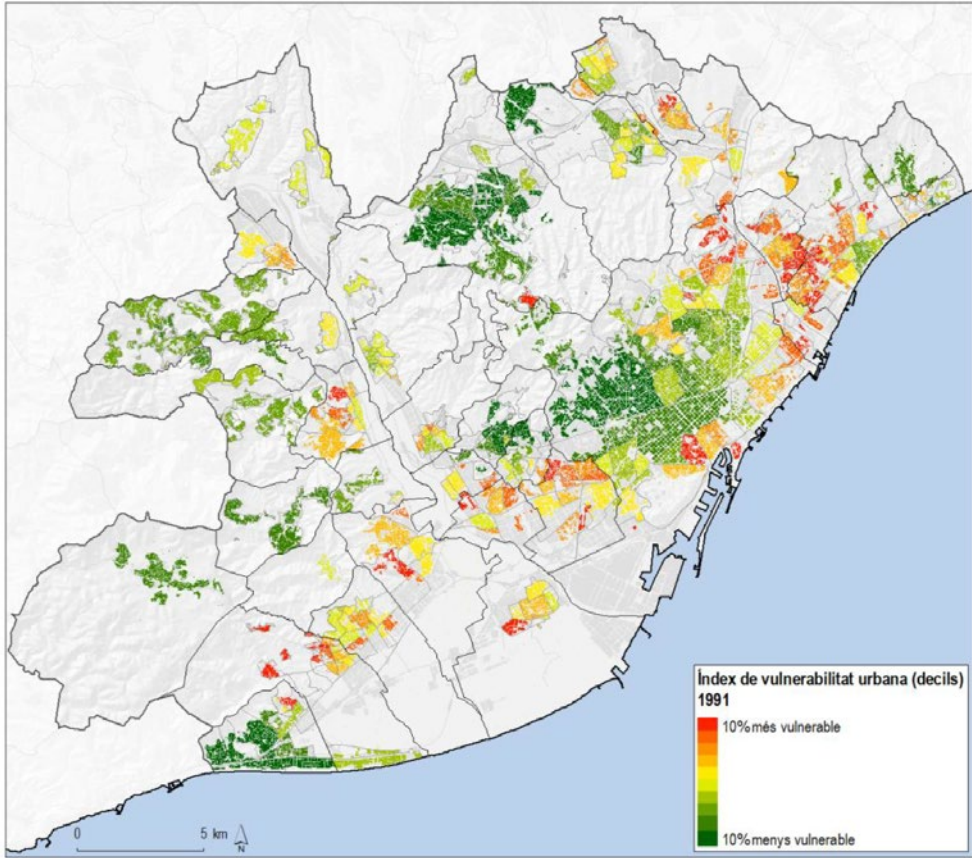 Índex de vulnerabilitat urbana (decils)
1991
10% més vulnerable
10% menys vulnerable
0 5 km
N